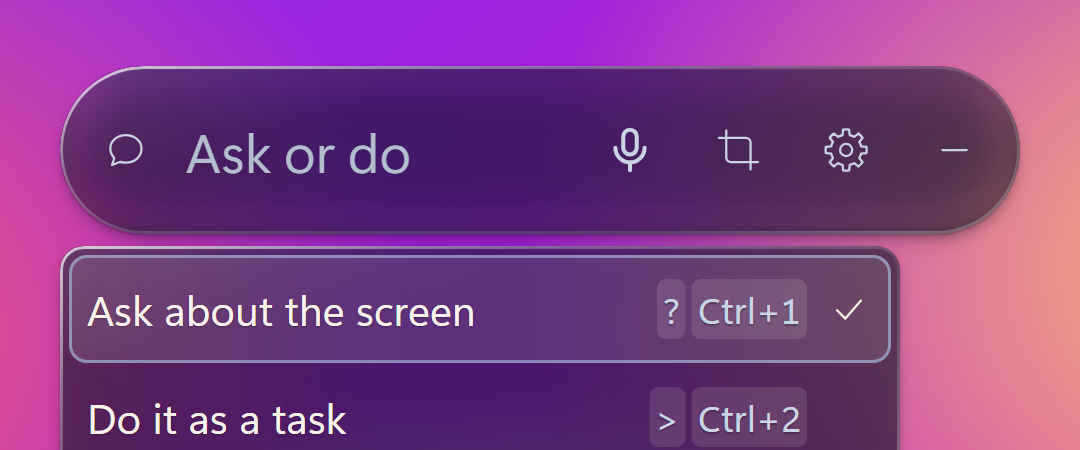 Ask or do
Ask about the screen ? Ctrl+1
Do it as a task > Ctrl+2